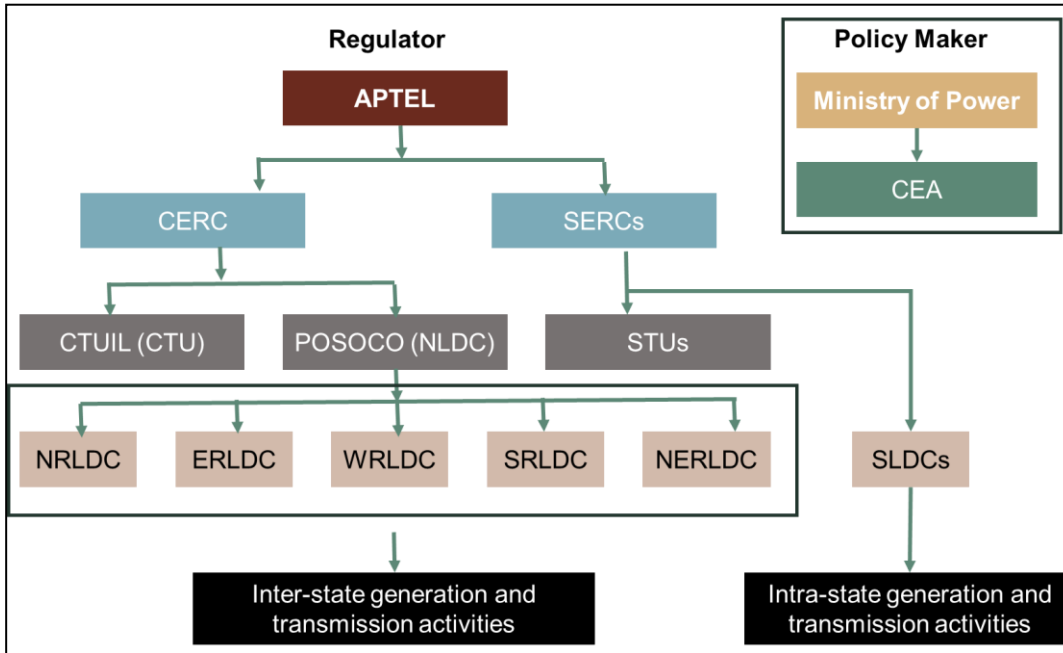 Regulator
Policy Maker
APTEL
Ministry of Power
CEA
CERC
SERCs
CTUIL (CTU)
POSOCO (NLDC)
STUs
NRLDC
ERLDC
WRLDC
SRLDC
NERLDC
SLDCs
Inter-state generation and
transmission activities
Intra-state generation and
transmission activities